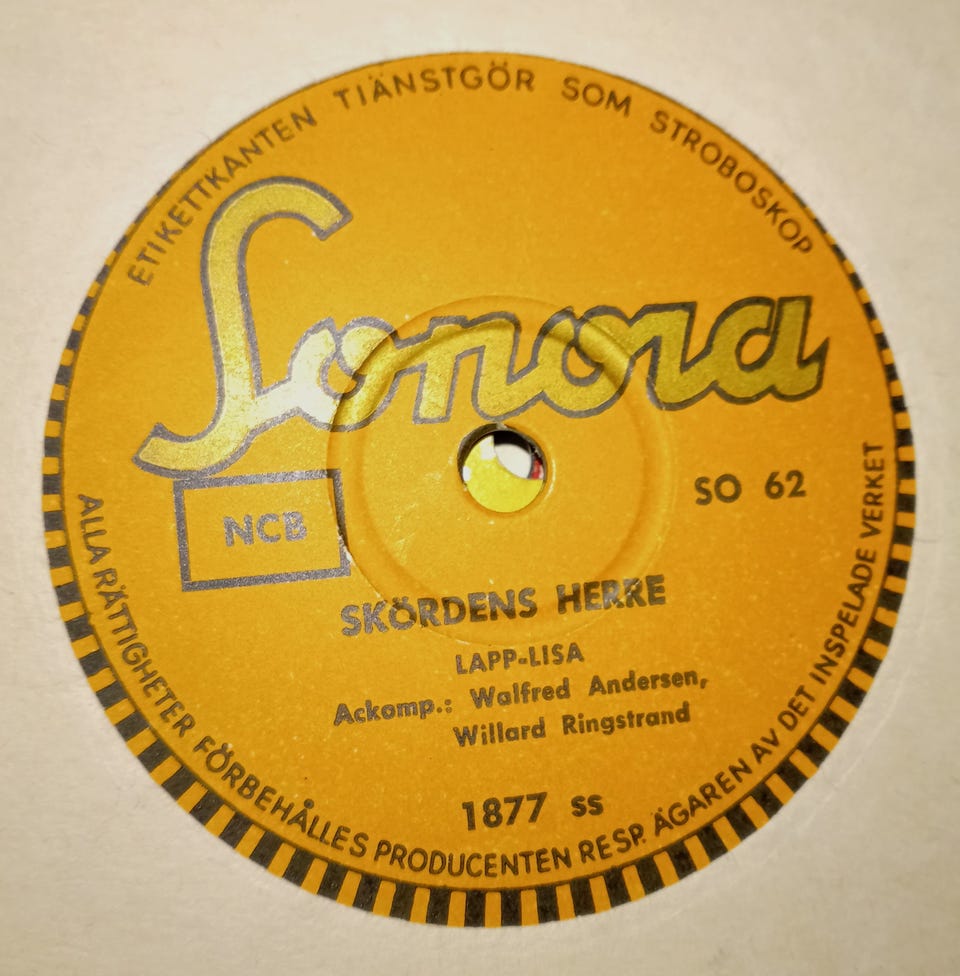 ETIKETTKANTEN TIÄNSTGÖR SOM STROBOSKOP
Sonora
NCB
SO 62
SKÖRDENS HERRE
LAPP-LISA
Ackomp.: Walfred Andersen,
Willard Ringstrand
1877 ss
ALLA RÄTTIGHETER FÖRBEHÅLLES PRODUCENTEN RESP. ÄGAREN AV DET INSPELADE VERKET